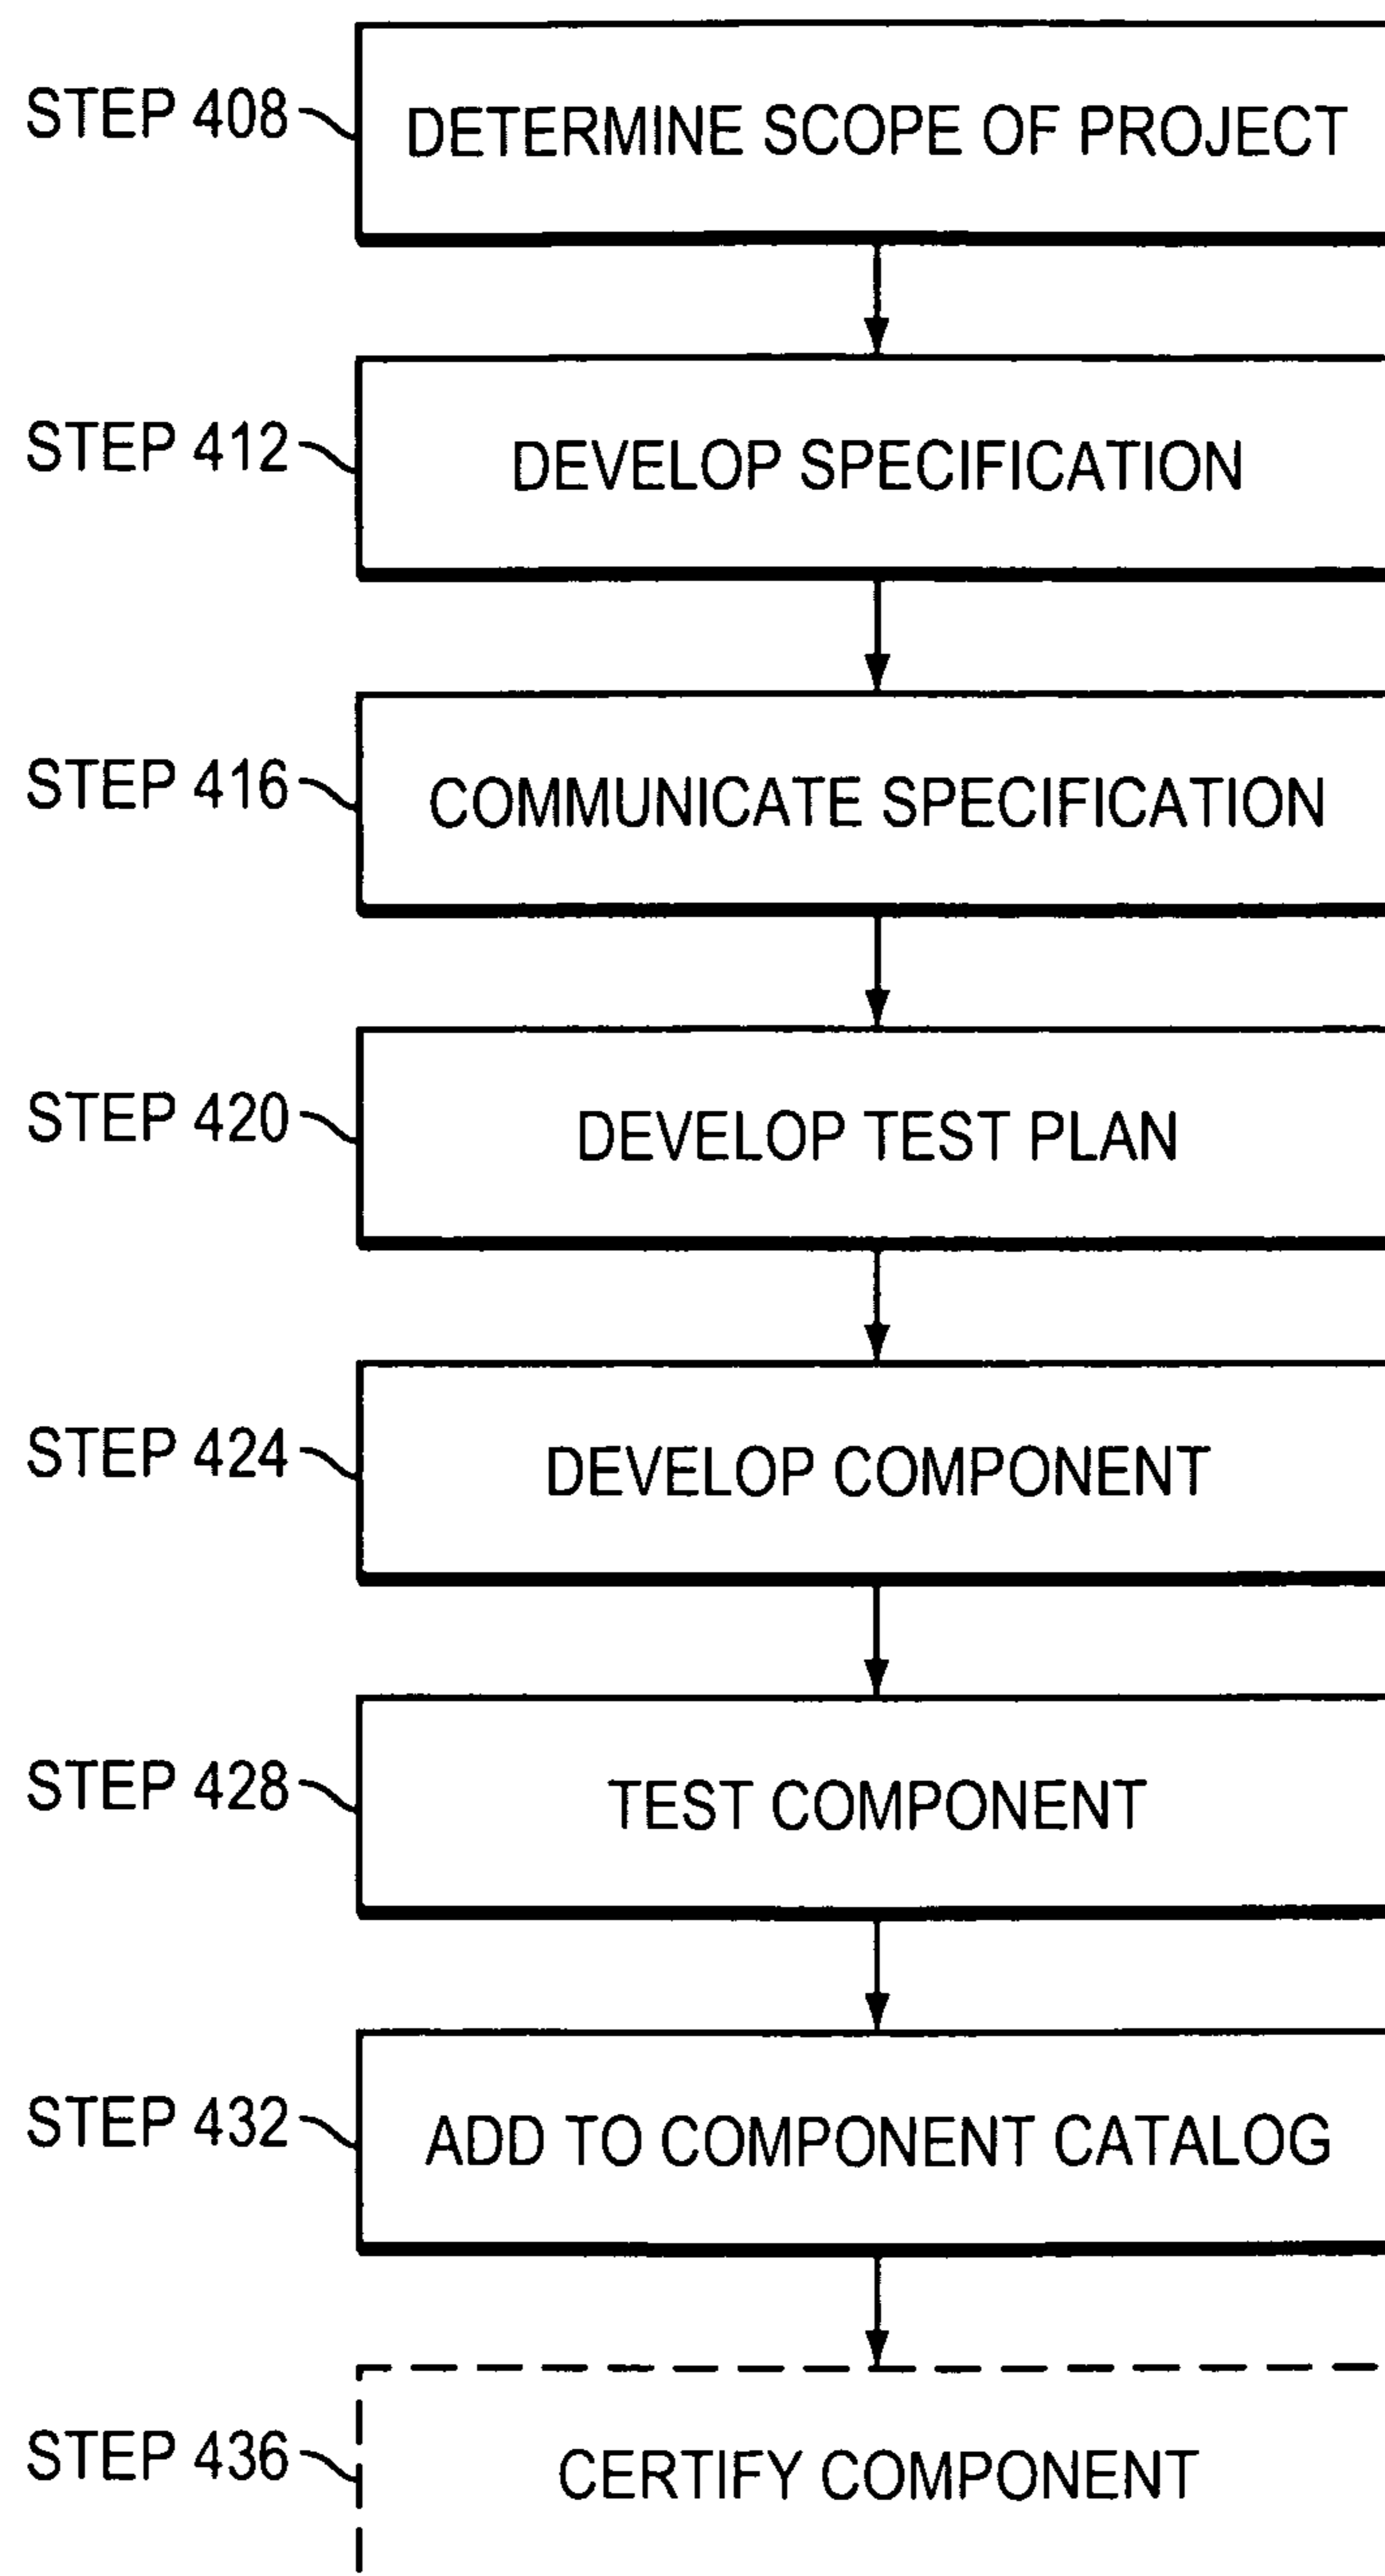 STEP 408 DETERMINE SCOPE OF PROJECT
STEP 412 DEVELOP SPECIFICATION
STEP 416 COMMUNICATE SPECIFICATION
STEP 420 DEVELOP TEST PLAN
STEP 424 DEVELOP COMPONENT
STEP 428 TEST COMPONENT
STEP 432 ADD TO COMPONENT CATALOG
STEP 436 CERTIFY COMPONENT